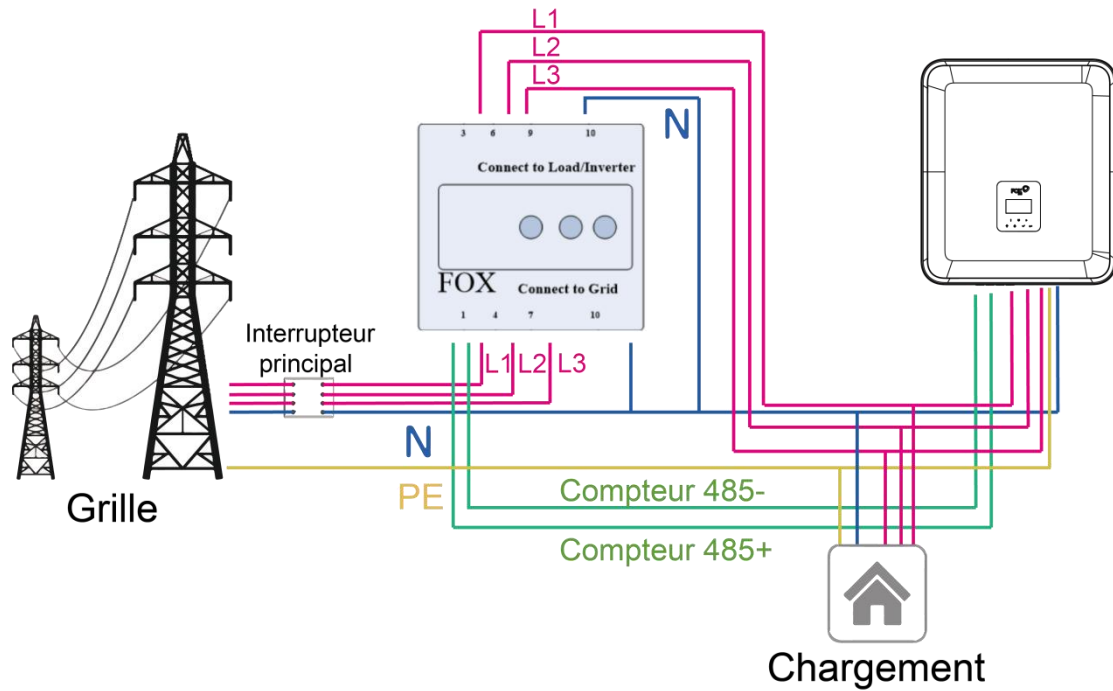 L1
L2
L3
N
3 6 9 10
Connect to Load/Inverter
FOX
Connect to Grid
1 4 7 10
FOX
Interrupteur
principal
L1 L2 L3
N
PE
Grille
Compteur 485-
Compteur 485+
Chargement